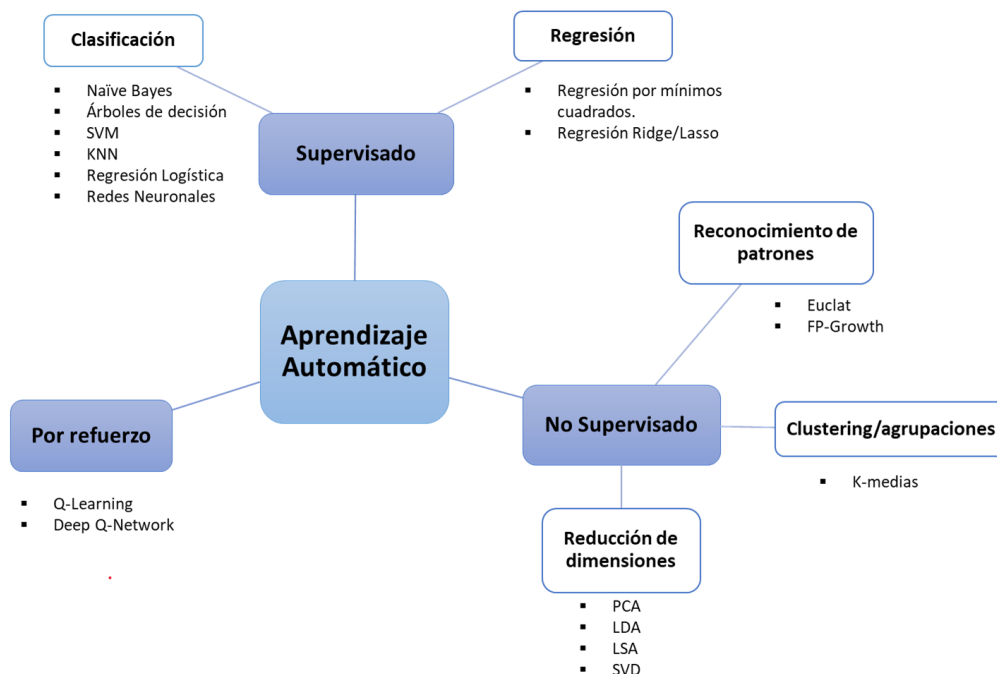 Clasificación
Naïve Bayes
Árboles de decisión
SVM
KNN
Regresión Logística
Redes Neuronales
Regresión
Regresión por mínimos
cuadrados.
Regresión Ridge/Lasso
Supervisado
Reconocimiento de
patrones
Euclat
FP-Growth
Aprendizaje
Automático
Por refuerzo
Q-Learning
Deep Q-Network
No Supervisado
Clustering/agrupaciones
K-medias
Reducción de
dimensiones
PCA
LDA
LSA
SVD